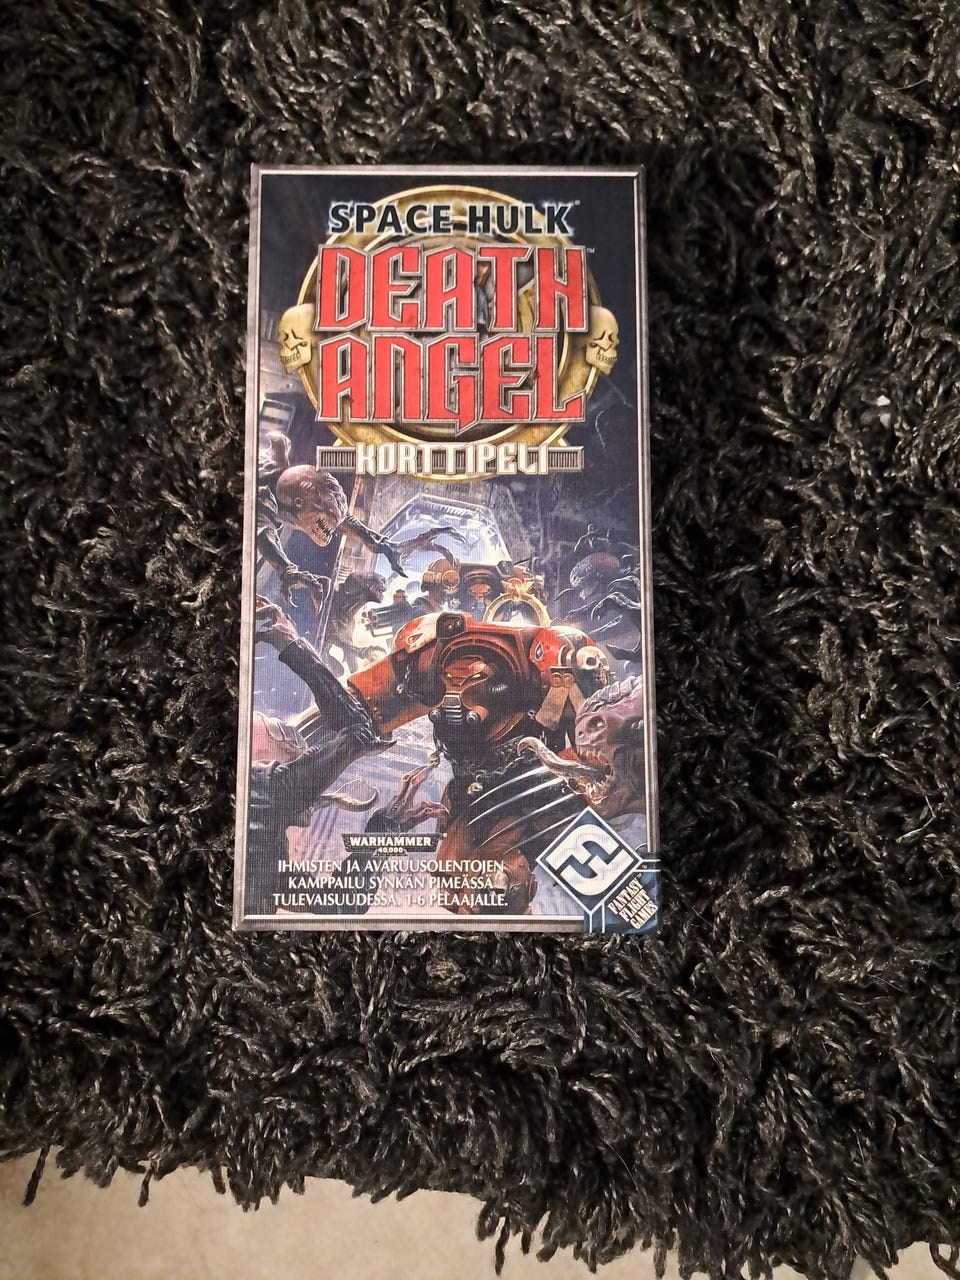 SPACE HULK
DEATH
ANGEL
KORTTIPELI
WARHAMMER
40,000
IHMISTEN JA AVARUUSOLENTOJEN
KAMPPAILU SYNKÄN PIMEÄSSÄ
TULEVAISUUDESSA. 1-6 PELAAJALLE.
FANTASY
FLIGHT
GAMES